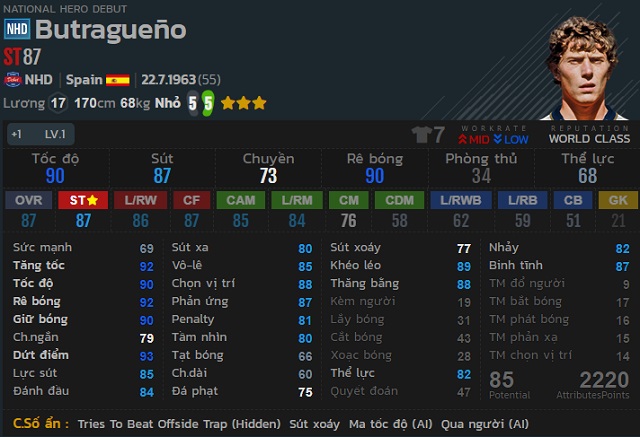 NATIONAL HERO DEBUT
NHD Butragueño
ST 87
NHD Spain 22.7.1963 (55)
Lương 17 170cm 68kg Nhỏ 5 5
+1 LV.1
7 WORKRATE MID LOW REPUTATION WORLD CLASS
Tốc độ Sút Chuyền Rê bóng Phòng thủ Thể lực
90 87 73 90 34 68
OVR ST L/RW CF CAM L/RM CM CDM L/RWB L/RB CB GK
87 87 86 87 85 84 76 58 62 59 51 21
Sức mạnh 69 Sút xa 80 Sút xoáy 77 Nhảy 82
Tăng tốc 92 Vô-lê 85 Khéo léo 89 Bình tĩnh 87
Tốc độ 90 Chọn vị trí 88 Thăng bằng 88 TM đổ người 9
Rê bóng 92 Phản ứng 87 Kèm người 19 TM bắt bóng 17
Giữ bóng 90 Penalty 81 Lấy bóng 31 TM phát bóng 16
Ch.ngắn 79 Tầm nhìn 80 Cắt bóng 43 TM phản xạ 15
Dứt điểm 93 Tạt bóng 66 Xoạc bóng 28 TM chọn vị trí 14
Lực sút 85 Ch.dài 60 Thể lực 82 85 2220
Đánh đầu 84 Đá phạt 75 Quyết đoán 47 Potential AttributesPoints
C.Số ẩn : Tries To Beat Offside Trap (Hidden) Sút xoáy Ma tốc độ (AI) Qua người (AI)